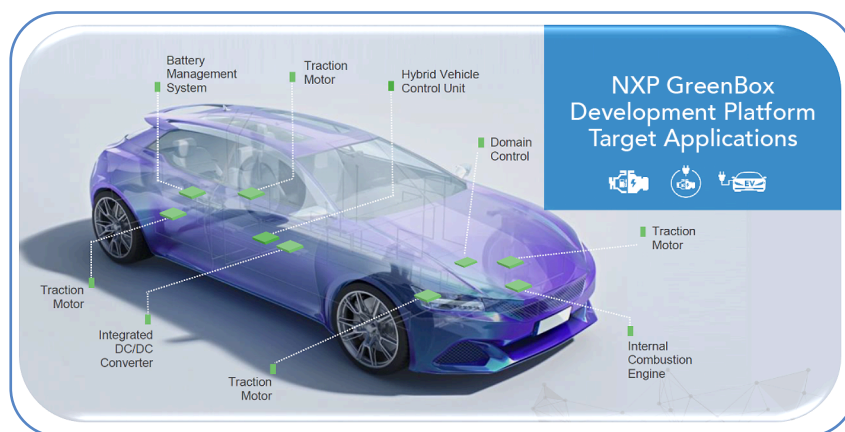 NXP GreenBox
Development Platform
Target Applications
EV
Battery
Management
System
Traction
Motor
Hybrid Vehicle
Control Unit
Domain
Control
Traction
Motor
Traction
Motor
Integrated
DC/DC
Converter
Traction
Motor
Internal
Combustion
Engine